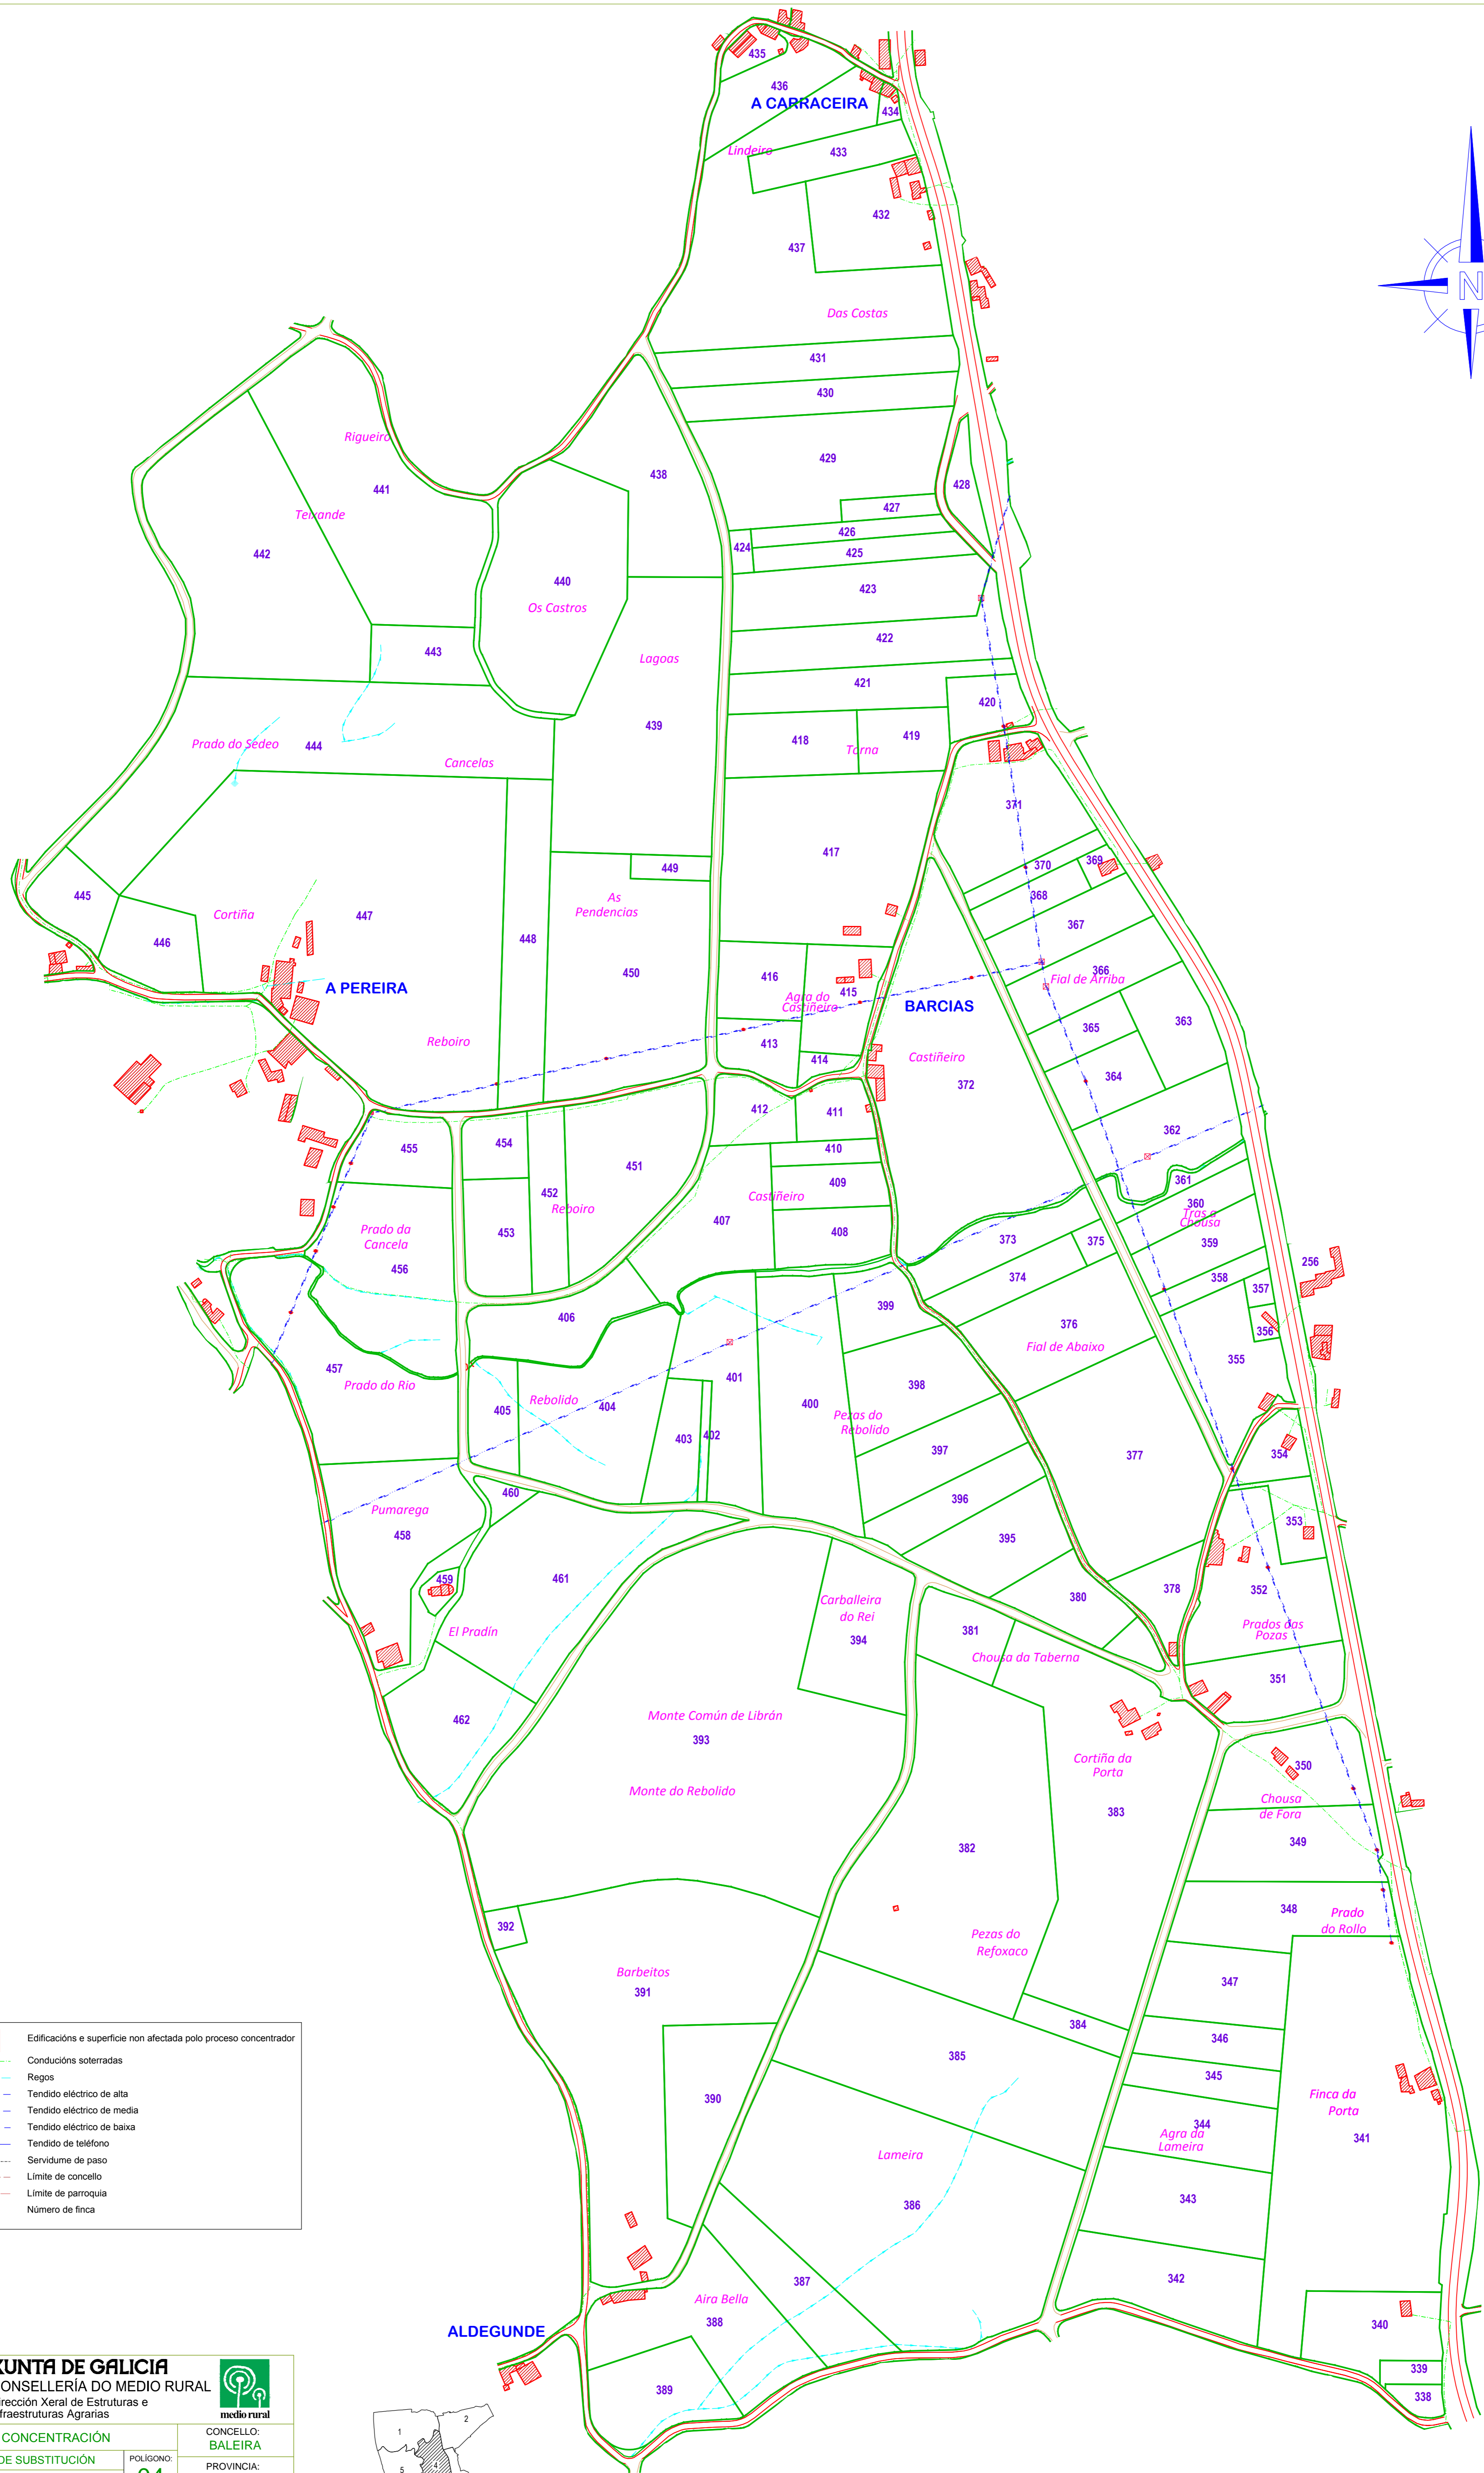 435
436
A CARRACEIRA
434
Lindeiro
433
432
437
Das Costas
431
430
Rigueiro
438
429
441
428
Teixande
427
426
424
425
442
440
423
Os Castros
422
443
Lagoas
421
420
439
418
419
Prado do Sedeo
444
Torna
Cancelas
371
417
370
369
449
445
As
Pendencias
368
Cortiña
447
367
446
448
450
416
366
Fial de Arriba
A PEREIRA
415
Agra do
Castiñeiro
BARCIAS
365
363
Reboiro
413
414
Castiñeiro
364
372
412
411
362
454
455
410
451
361
409
452
Castiñeiro
360
Reboiro
Tras a
Chousa
407
Prado da
Cancela
453
408
373
375
359
256
456
374
358
357
399
406
376
356
Fial de Abaixo
355
457
401
398
Prado do Rio
Rebolido
404
400
405
Pezas do
Rebolido
403
402
397
377
354
460
396
Pumarega
458
353
395
459
461
378
352
380
Carballeira
do Rei
El Pradín
394
381
Prados das
Pozas
Chousa da Taberna
351
462
Monte Común de Librán
393
Cortiña da
Porta
350
Monte do Rebolido
Chousa
de Fora
383
349
382
348
Prado
do Rollo
392
Pezas do
Refoxaco
Barbeitos
391
347
384
346
385
345
390
Finca da
Porta
344
Agra da
Lameira
341
Lameira
343
386
387
342
Aira Bella
388
340
ALDEGUNDE
339
389
338
N
Edificacións e superficie non afectada polo proceso concentrador
Conducións soterradas
Regos
Tendido eléctrico de alta
Tendido eléctrico de media
Tendido eléctrico de baixa
Tendido de teléfono
Servidume de paso
Límite de concello
Límite de parroquia
Número de finca
XUNTA DE GALICIA
CONSELLERÍA DO MEDIO RURAL
Dirección Xeral de Estruturas e
Infraestruturas Agrarias
medio rural
CONCENTRACIÓN
CONCELLO:
BALEIRA
DE SUBSTITUCIÓN
POLÍGONO:
PROVINCIA:
1
2
4
5